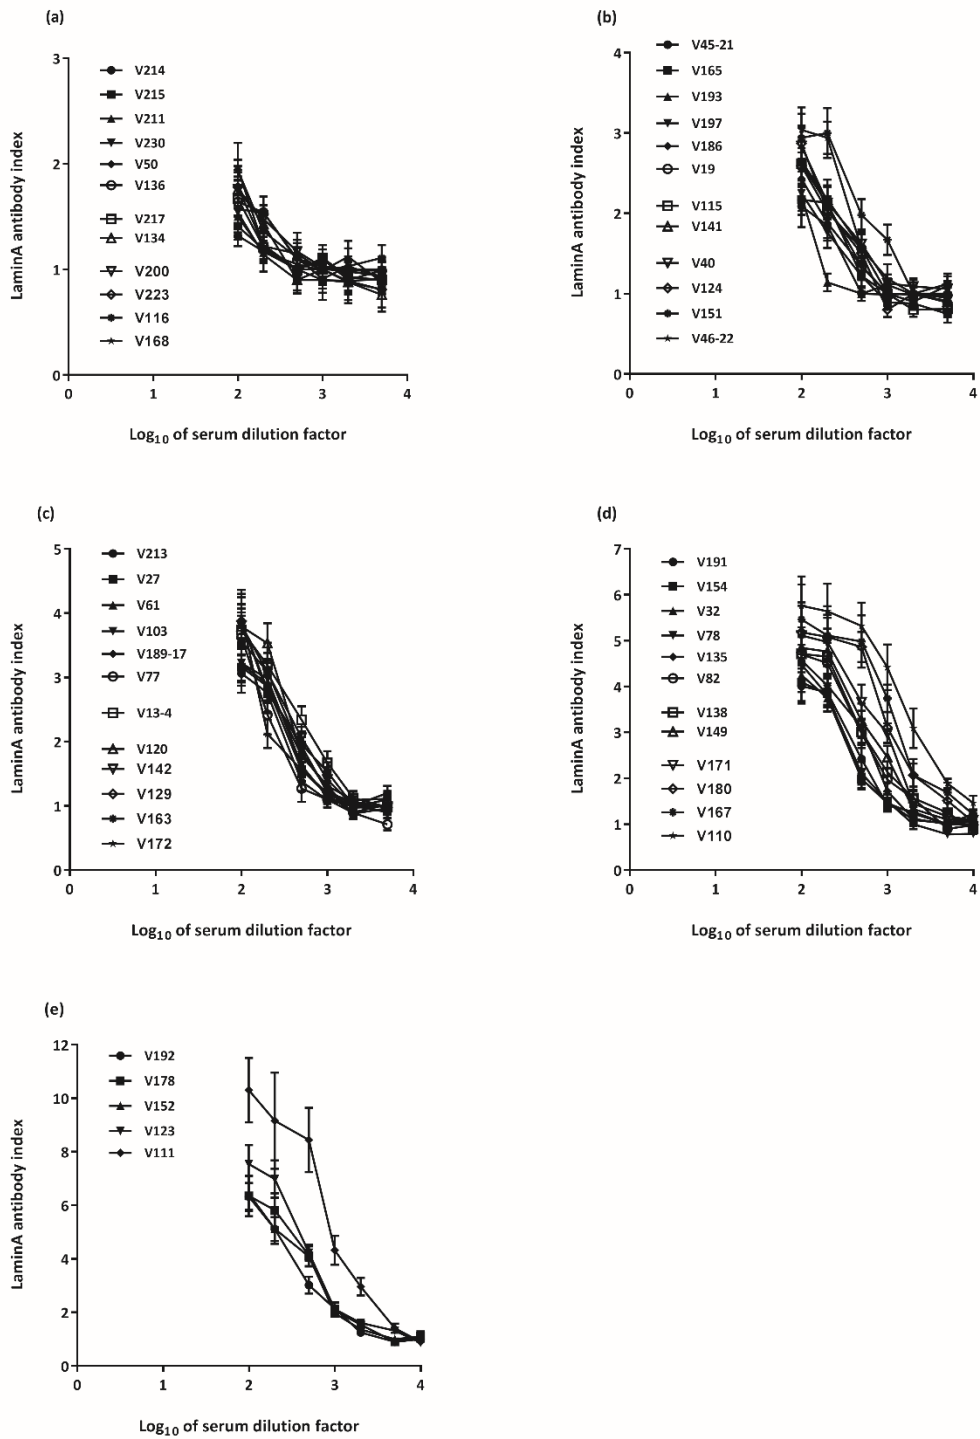 (a)
LaminA antibody index
3
2
1
0
V214
V215
V211
V230
V50
V136
V217
V134
V200
V223
V116
V168
0 1 2 3 4
Log10 of serum dilution factor
(b)
LaminA antibody index
4
3
2
1
0
V45-21
V165
V193
V197
V186
V19
V115
V141
V40
V124
V151
V46-22
0 1 2 3 4
Log10 of serum dilution factor
(c)
LaminA antibody index
5
4
3
2
1
0
V213
V27
V61
V103
V189-17
V77
V13-4
V120
V142
V129
V163
V172
0 1 2 3 4
Log10 of serum dilution factor
(d)
LaminA antibody index
7
6
5
4
3
2
1
0
V191
V154
V32
V78
V135
V82
V138
V149
V171
V180
V167
V110
0 1 2 3 4
Log10 of serum dilution factor
(e)
LaminA antibody index
12
10
8
6
4
2
0
V192
V178
V152
V123
V111
0 1 2 3 4
Log10 of serum dilution factor